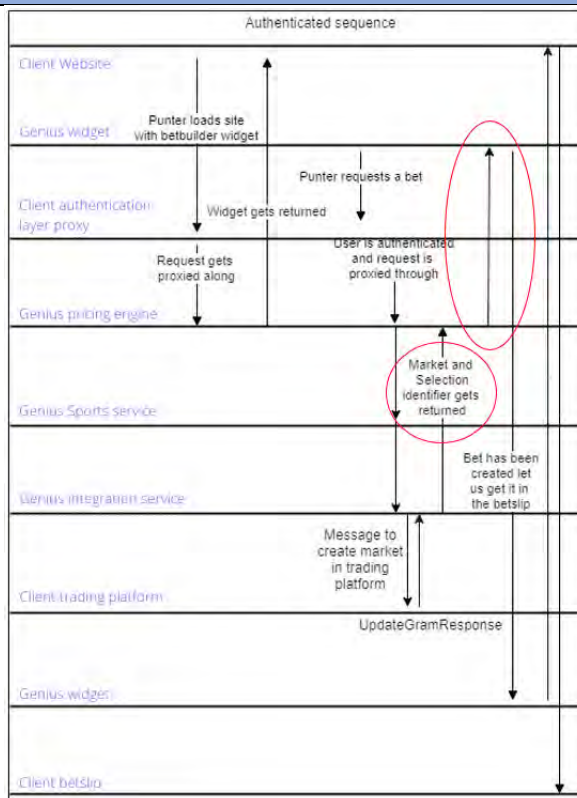 Authenticated sequence
Client Website
Punter loads site
with betbuilder widget
Genius widget
Punter requests a bet
Client authentication
layer proxy
Widget gets returned
Request gets
proxied along
User is authenticated
and request is
proxied through
Genius pricing engine
Market and
Selection
identifier gets
returned
Genius Sports service
Bet has been
created let
us get it in
the betslip
Genius integration service
Message to
create market
in trading
platform
Client trading platform
UpdateGramResponse
Genius widget
Client betslip